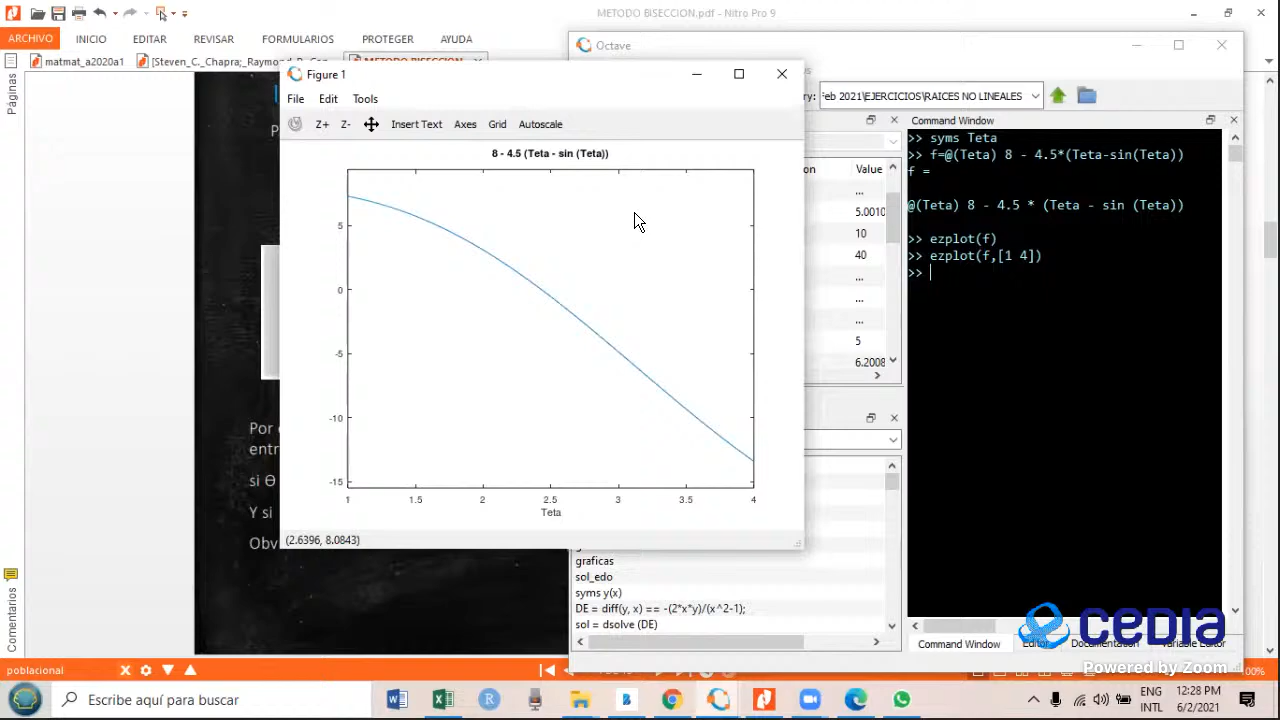 METODO BISECCION.pdf - Nitro Pro 9
ARCHIVO
INICIO
EDITAR
REVISAR
FORMULARIOS
PROTEGER
AYUDA
matmat_a2020a1
[Steven_C._Chapra;_Raymond
Páginas
Octave
Figure 1
File
Edit
Tools
Z+
Z-
Insert Text
Axes
Grid
Autoscale
8 - 4.5 (Teta - sin (Teta))
5
0
-5
-10
-15
1
1.5
2
2.5
3
3.5
4
Teta
(2.6396, 8.0843)
Feb 2021\EJERCICIOS\RAICES NO LINEALES
Value
...
5.0010
10
40
...
...
...
5
6.2008
Command Window
>> syms Teta
>> f=@(Teta) 8 - 4.5*(Teta-sin(Teta))
f =
@(Teta) 8 - 4.5 * (Teta - sin (Teta))
>> ezplot(f)
>> ezplot(f,[1 4])
>>
Por
entr
si Ө
Y si
Obv
graficas
sol_edo
syms y(x)
DE = diff(y, x) == -(2*x*y)/(x^2-1);
sol = dsolve (DE)
Command Window
Editor
Documentation
Variable Editor
cedia
Powered by Zoom
Comentarios
poblacional
100%
Escribe aquí para buscar
ENG
INTL
12:28 PM
6/2/2021